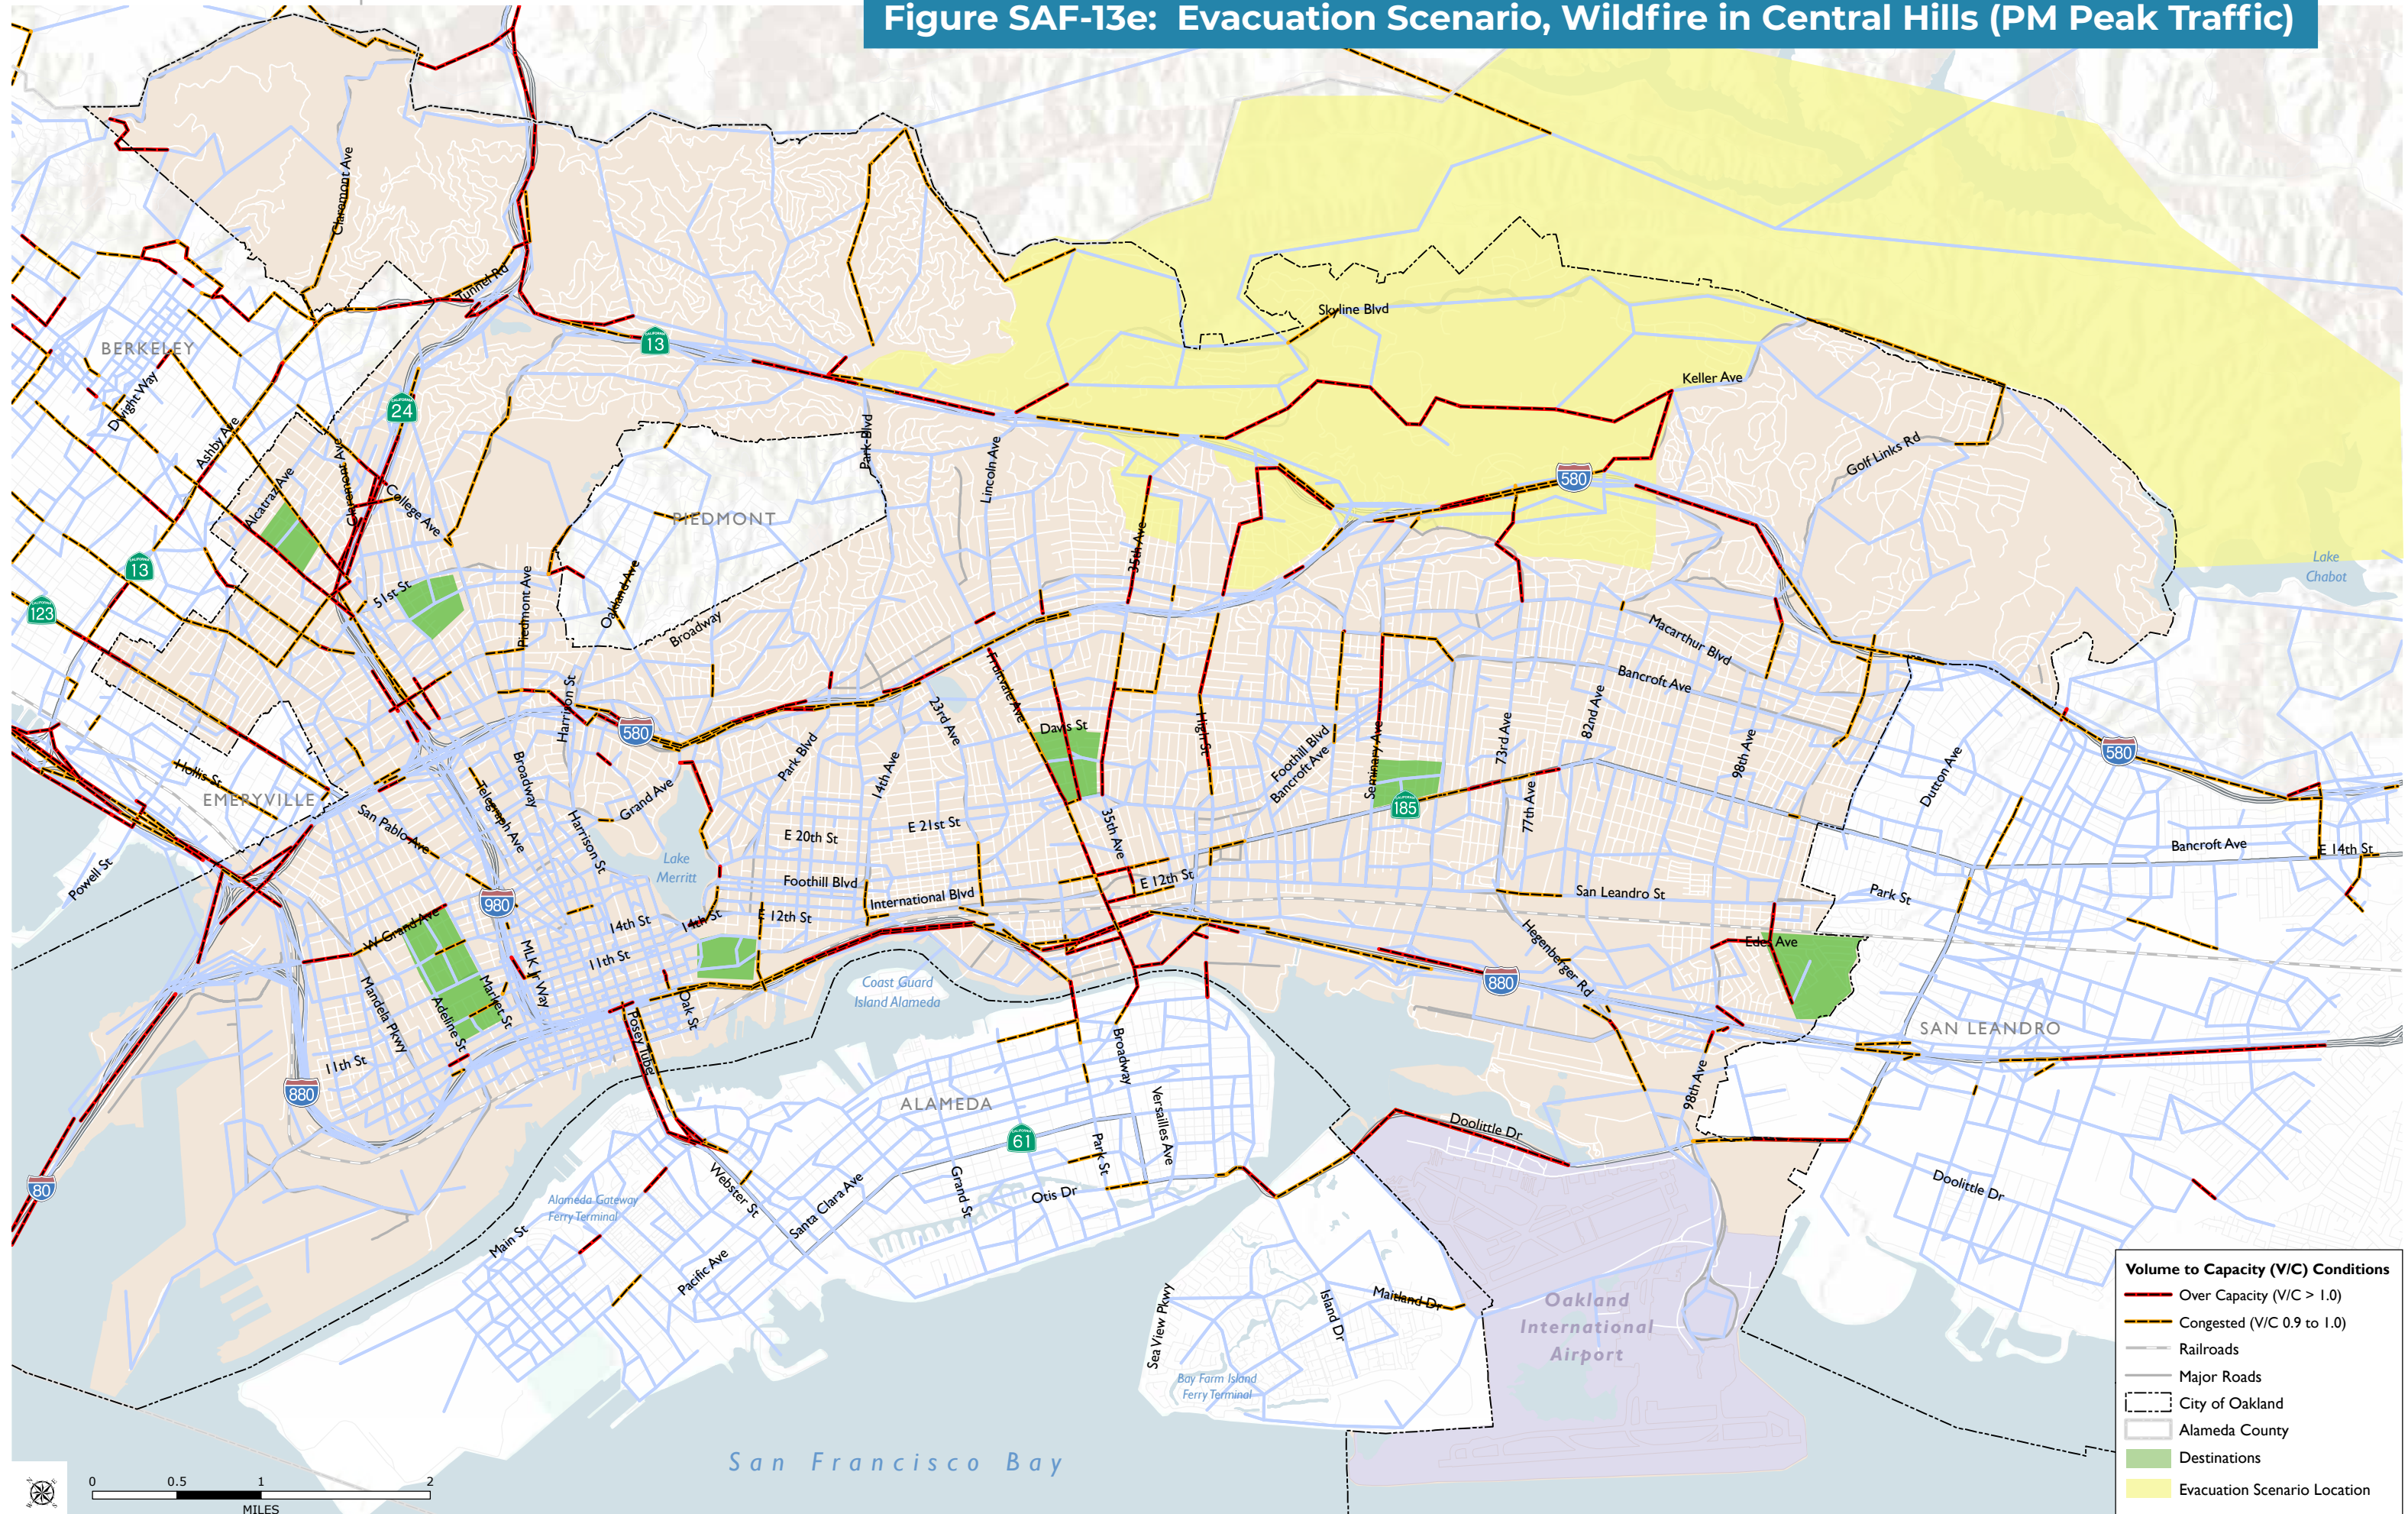 Figure SAF-13e: Evacuation Scenario, Wildfire in Central Hills (PM Peak Traffic)
Claremont Ave
Tunnel Rd
Skyline Blvd
CALIFORNIA
13
BERKELEY
Dwight Way
Keller Ave
CALIFORNIA
24
Ashby Ave
Park Blvd
Lincoln Ave
Golf Links Rd
Claremont Ave
Alcatraz Ave
College Ave
580
PIEDMONT
35th Ave
Lake
Chabot
CALIFORNIA
13
51st St
Piedmont Ave
Oakland Ave
Broadway
CALIFORNIA
123
Macarthur Blvd
Bancroft Ave
Fruitvale Ave
Harrison St
580
23rd Ave
Davis St
High St
Foothill Blvd
Bancroft Ave
Seminary Ave
73rd Ave
82nd Ave
98th Ave
580
Hollis St
EMERYVILLE
Broadway
Park Blvd
14th Ave
CALIFORNIA
185
77th Ave
Dutton Ave
Telegraph Ave
Grand Ave
San Pablo Ave
Harrison St
E 20th St
E 21st St
35th Ave
Bancroft Ave
E 14th St
Powell St
Lake
Merritt
Foothill Blvd
E 12th St
International Blvd
San Leandro St
Park St
980
W Grand Ave
14th St
14th St
E 12th St
11th St
Edes Ave
Hegenberger Rd
MLK Jr Way
Market St
Mandela Pkwy
Adeline St
Oak St
Coast Guard
Island Alameda
880
SAN LEANDRO
Posey Tube
11th St
880
Broadway
98th Ave
ALAMEDA
Versailles Ave
CALIFORNIA
61
Doolittle Dr
Park St
80
Webster St
Grand St
Otis Dr
Santa Clara Ave
Alameda Gateway
Ferry Terminal
Main St
Pacific Ave
Doolittle Dr
Sea View Pkwy
Island Dr
Maitland Dr
Oakland
International
Airport
Bay Farm Island
Ferry Terminal
San Francisco Bay
0 0.5 1 2
MILES
N
E
S
W
Volume to Capacity (V/C) Conditions
Over Capacity (V/C > 1.0)
Congested (V/C 0.9 to 1.0)
Railroads
Major Roads
City of Oakland
Alameda County
Destinations
Evacuation Scenario Location